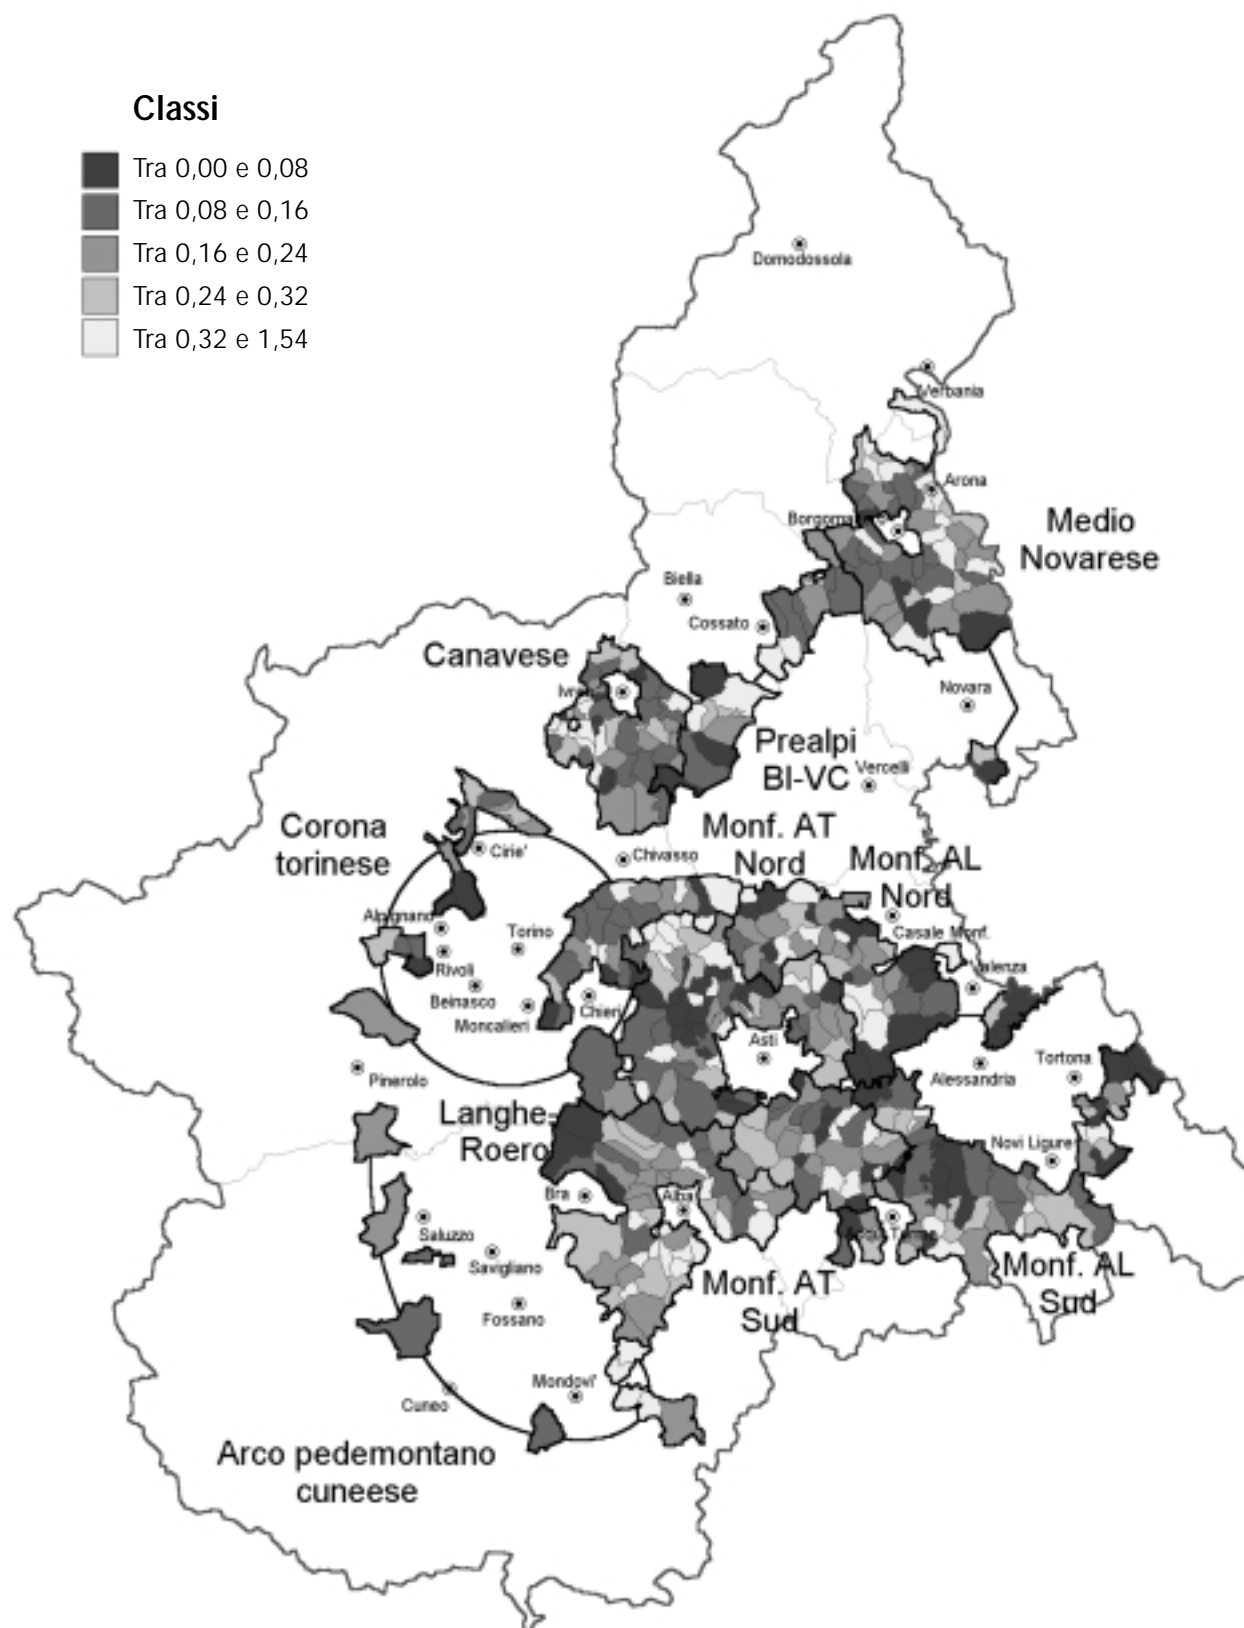 Classi
Tra 0,00 e 0,08
Tra 0,08 e 0,16
Tra 0,16 e 0,24
Tra 0,24 e 0,32
Tra 0,32 e 1,54
Domodossola
Verbania
Arona
Medio
Novarese
Biella
Cossato
Canavese
Novara
Prealpi
BI-VC
Vercelli
Corona
torinese
Cirie'
Chivasso
Monf. AT
Nord
Monf. AL
Nord
Alpignano
Torino
Casale Monf.
Rivoli
Valenza
Beinasco
Chieri
Moncalieri
Asti
Tortona
Pinerolo
Alessandria
Langhe-
Roero
Novi Ligure
Bra
Alba
Saluzzo
Savigliano
Monf. AT
Sud
Monf. AL
Sud
Fossano
Mondovi'
Cuneo
Arco pedemontano
cuneese